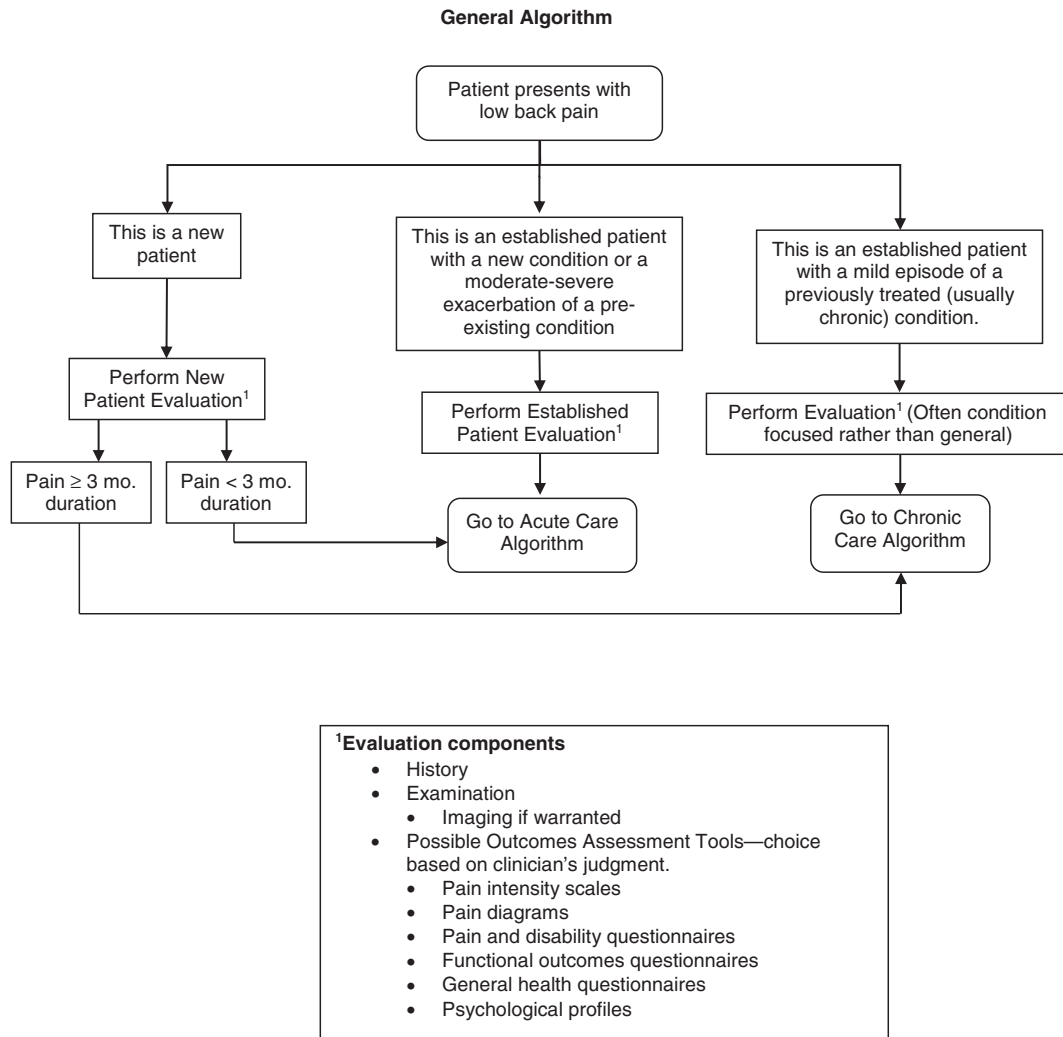 General Algorithm
Patient presents with
low back pain
This is a new
patient
This is an established patient
with a new condition or a
moderate-severe
exacerbation of a pre-
existing condition
This is an established patient
with a mild episode of a
previously treated (usually
chronic) condition.
Perform New
Patient Evaluation¹
Perform Established
Patient Evaluation¹
Perform Evaluation¹ (Often condition
focused rather than general)
Pain ≥ 3 mo.
duration
Pain < 3 mo.
duration
Go to Acute Care
Algorithm
Go to Chronic
Care Algorithm
¹Evaluation components
• History
• Examination
• Imaging if warranted
• Possible Outcomes Assessment Tools—choice
based on clinician's judgment.
• Pain intensity scales
• Pain diagrams
• Pain and disability questionnaires
• Functional outcomes questionnaires
• General health questionnaires
• Psychological profiles